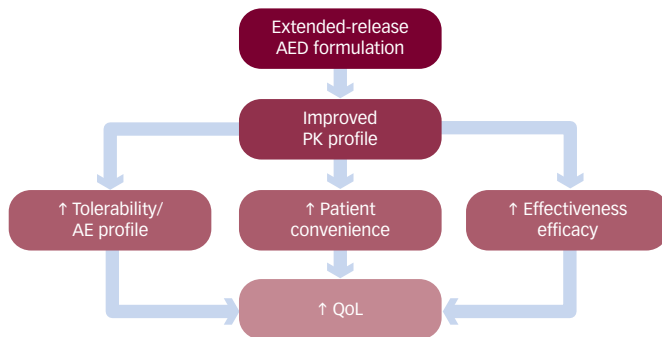 Extended-release
AED formulation
Improved
PK profile
↑ Tolerability/
AE profile
↑ Patient
convenience
↑ Effectiveness
efficacy
↑ QoL